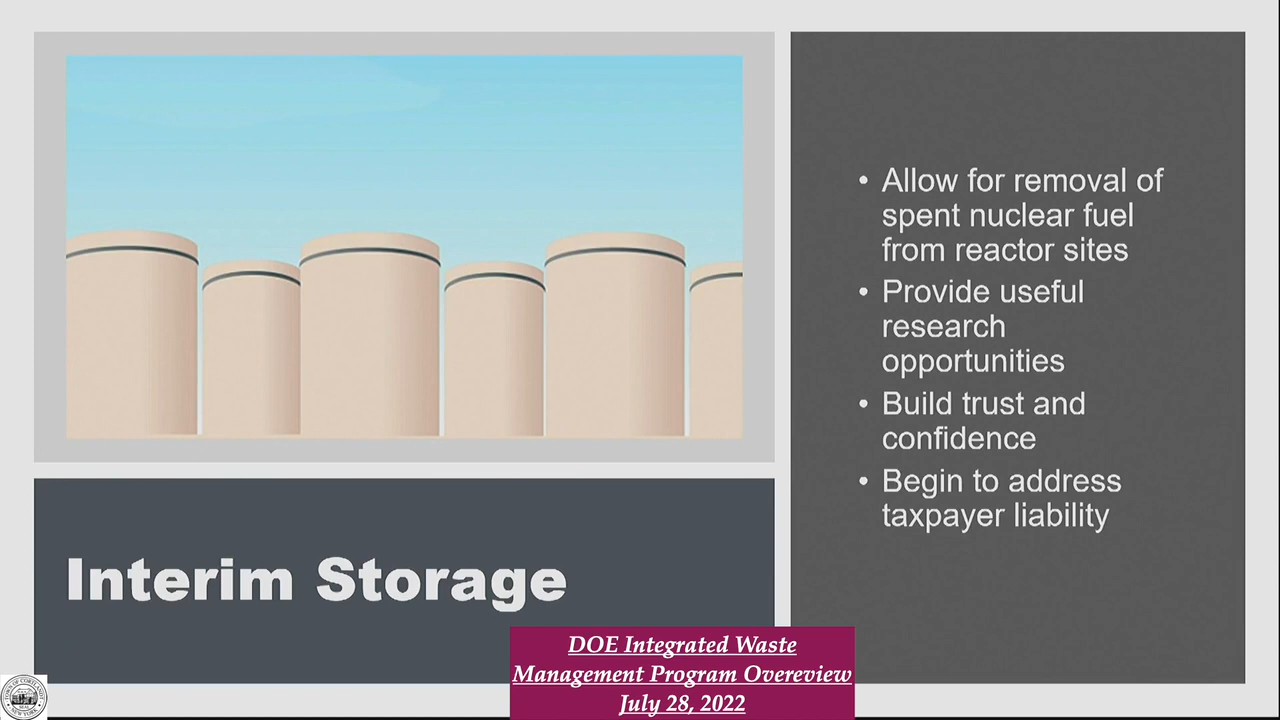 • Allow for removal of
spent nuclear fuel
from reactor sites
• Provide useful
research
opportunities
• Build trust and
confidence
• Begin to address
taxpayer liability
Interim Storage
DOE Integrated Waste
Management Program Overeview
July 28, 2022